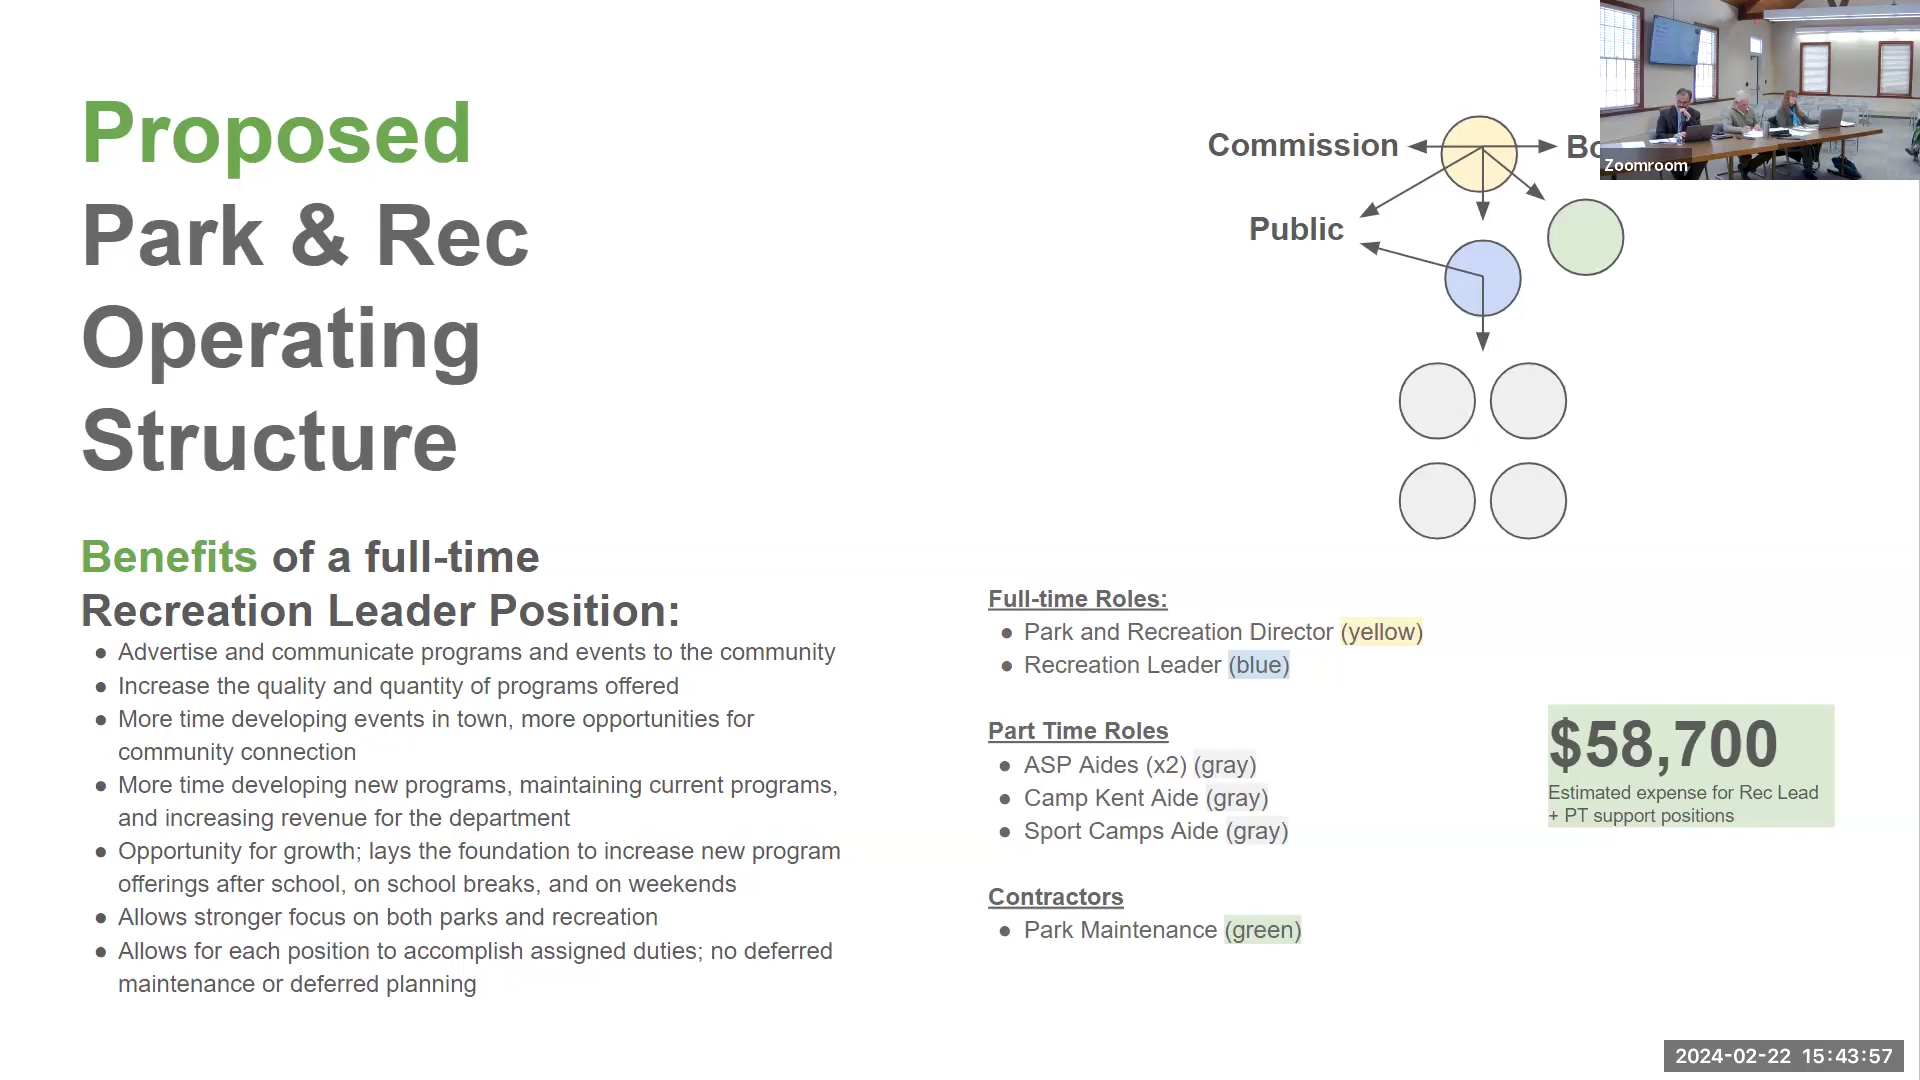 Proposed
Park & Rec
Operating
Structure
Benefits of a full-time
Recreation Leader Position:
● Advertise and communicate programs and events to the community
● Increase the quality and quantity of programs offered
● More time developing events in town, more opportunities for
community connection
● More time developing new programs, maintaining current programs,
and increasing revenue for the department
● Opportunity for growth; lays the foundation to increase new program
offerings after school, on school breaks, and on weekends
● Allows stronger focus on both parks and recreation
● Allows for each position to accomplish assigned duties; no deferred
maintenance or deferred planning
Commission
Bo
Public
Zoomroom
Full-time Roles:
● Park and Recreation Director (yellow)
● Recreation Leader (blue)
Part Time Roles
● ASP Aides (x2) (gray)
● Camp Kent Aide (gray)
● Sport Camps Aide (gray)
Contractors
● Park Maintenance (green)
$58,700
Estimated expense for Rec Lead
+ PT support positions
2024-02-22 15:43:57